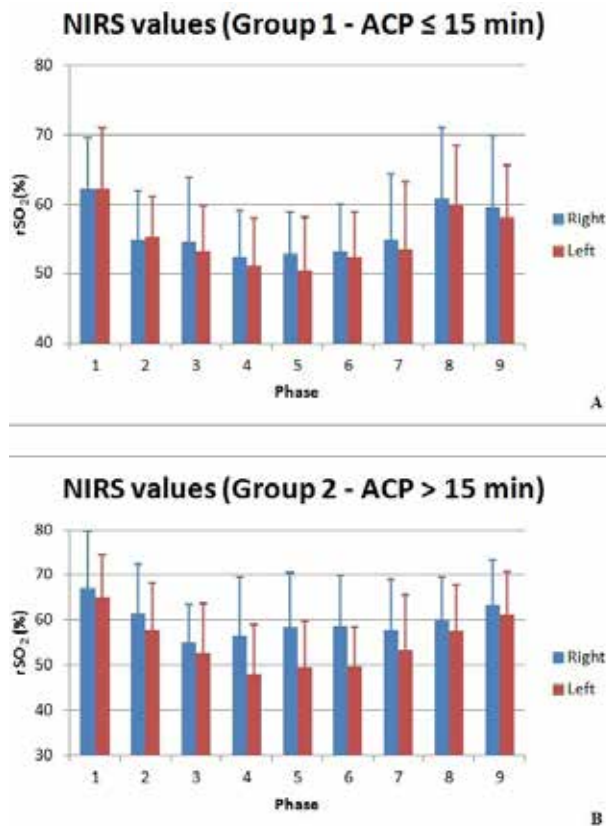 NIRS values (Group 1 - ACP ≤ 15 min)
80
70
60
50
40
rSO2(%)
1 2 3 4 5 6 7 8 9
Phase
Right
Left
A
NIRS values (Group 2 - ACP > 15 min)
80
70
60
50
40
30
rSO2(%)
1 2 3 4 5 6 7 8 9
Phase
Right
Left
B